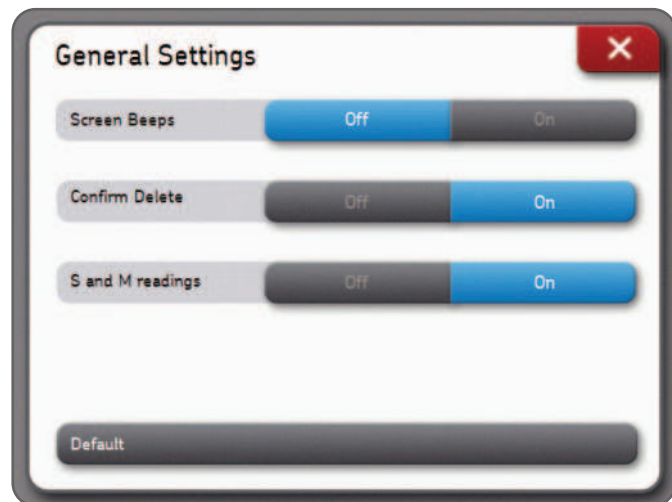 General Settings
Screen Beeps Off On
Confirm Delete Off On
S and M readings Off On
Default